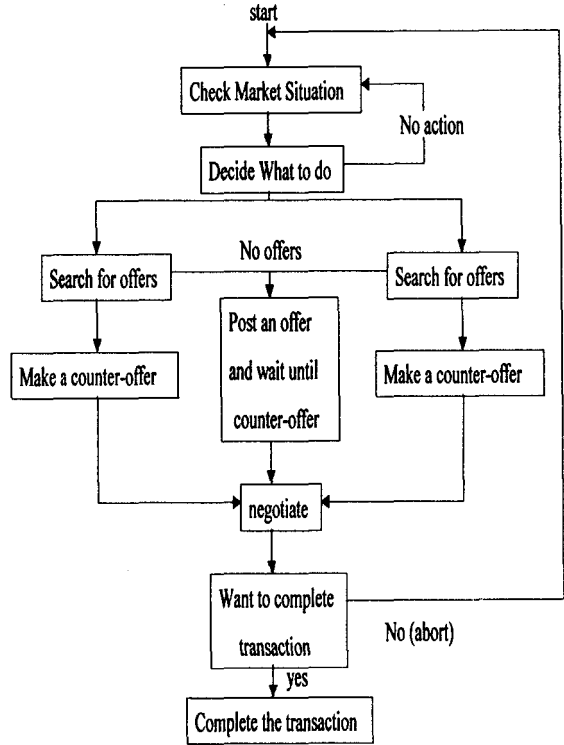 start
Check Market Situation
No action
Decide What to do
No offers
Search for offers
Search for offers
Post an offer
and wait until
counter-offer
Make a counter-offer
Make a counter-offer
negotiate
Want to complete
transaction
No (abort)
yes
Complete the transaction